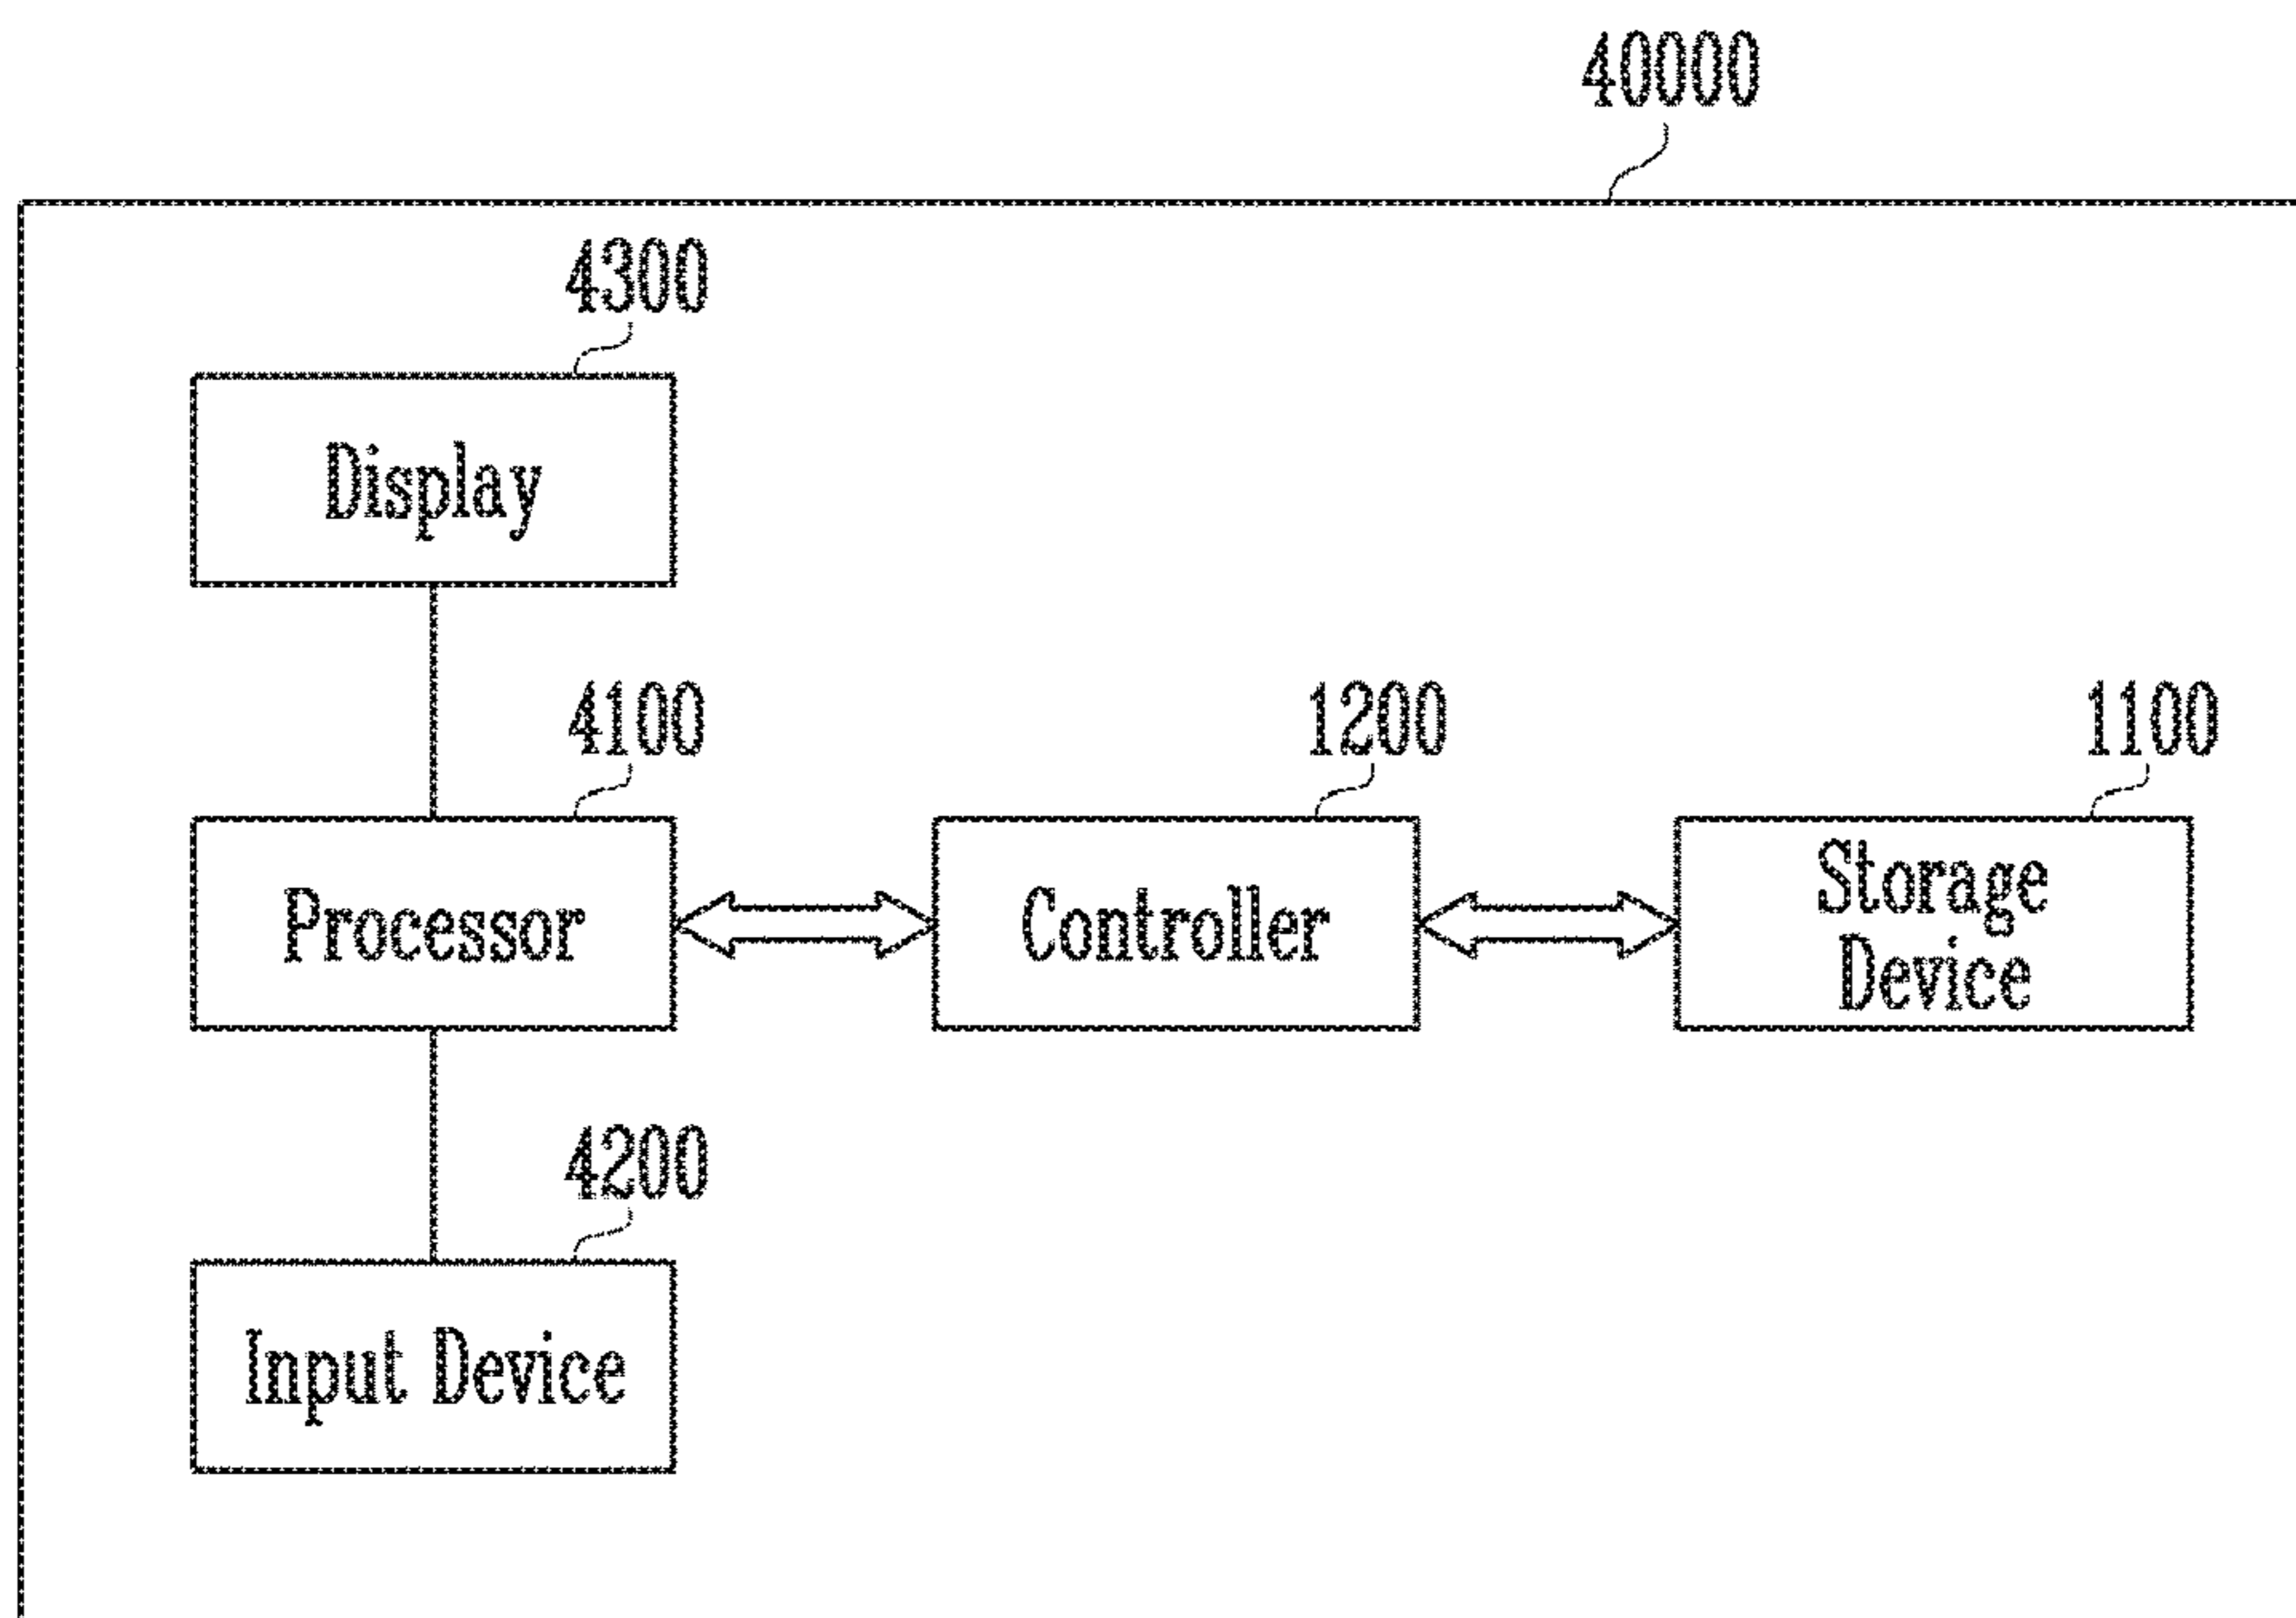 40000
4300
Display
4100
1200
1100
Processor
Controller
Storage
Device
4200
Input Device